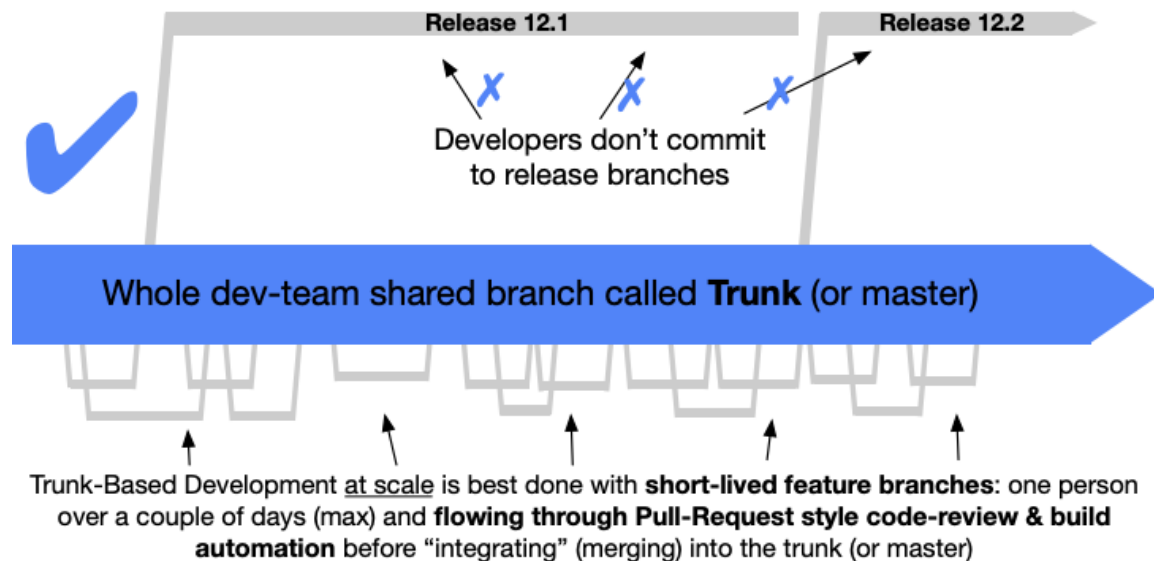 Release 12.1
Release 12.2
Developers don’t commit
to release branches
Whole dev-team shared branch called Trunk (or master)
Trunk-Based Development at scale is best done with short-lived feature branches: one person
over a couple of days (max) and flowing through Pull-Request style code-review & build
automation before “integrating” (merging) into the trunk (or master)